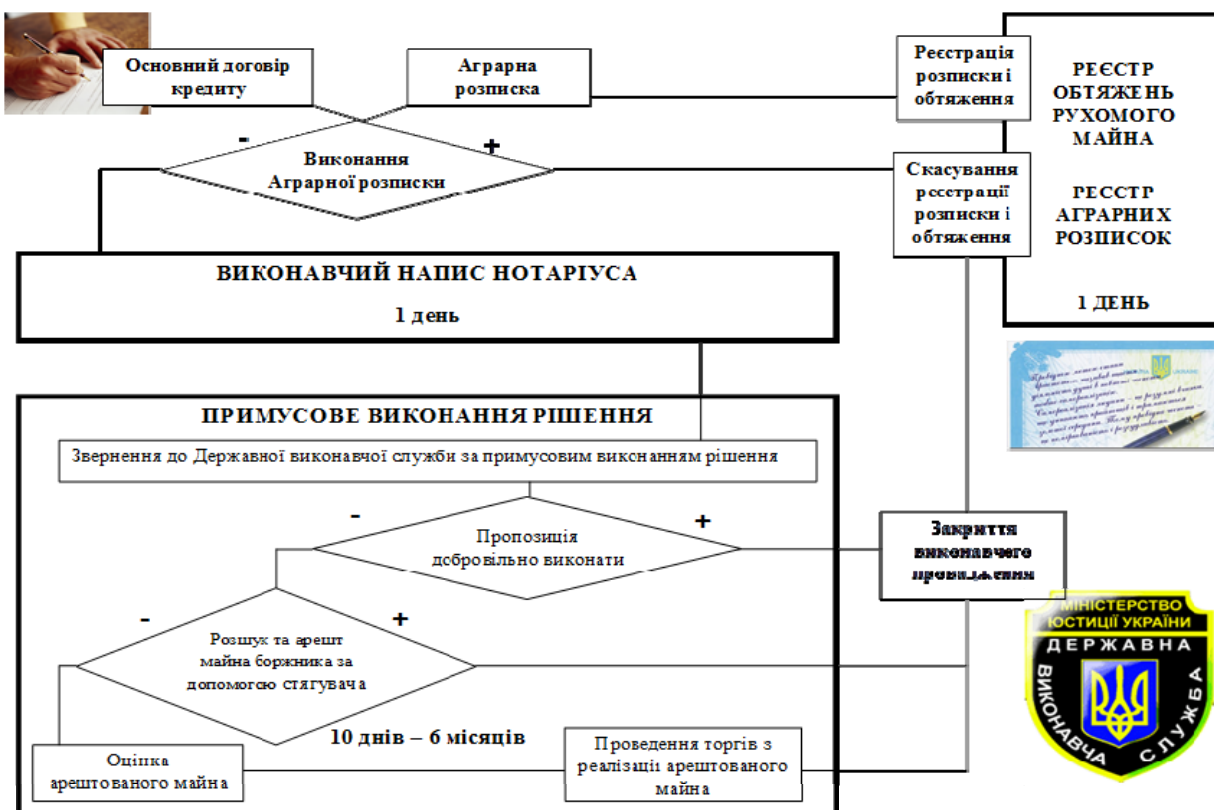 Основний договір
кредиту
Аграрна
розписка
Реєстрація
розписки і
обтяження
РЕЄСТР
ОБТЯЖЕНЬ
РУХОМОГО
МАЙНА
РЕЄСТР
АГРАРНИХ
РОЗПИСОК
1 ДЕНЬ
-
+
Виконання
Аграрної розписки
Скасування
реєстрації
розписки і
обтяження
ВИКОНАВЧИЙ НАПИС НОТАРІУСА
1 день
ПРИМУСОВЕ ВИКОНАННЯ РІШЕННЯ
Звернення до Державної виконавчої служби за примусовим виконанням рішення
-
+
Пропозиція
добровільно виконати
Закриття
виконавчого
провадження
-
+
Розшук та арешт
майна боржника за
допомогою стягувача
10 днів – 6 місяців
Оцінка
арештованого майна
Проведення торгів з
реалізації арештованого
майна
МІНІСТЕРСТВО
ЮСТИЦІЇ УКРАЇНИ
ДЕРЖАВНА
ВИКОНАВЧА СЛУЖБА